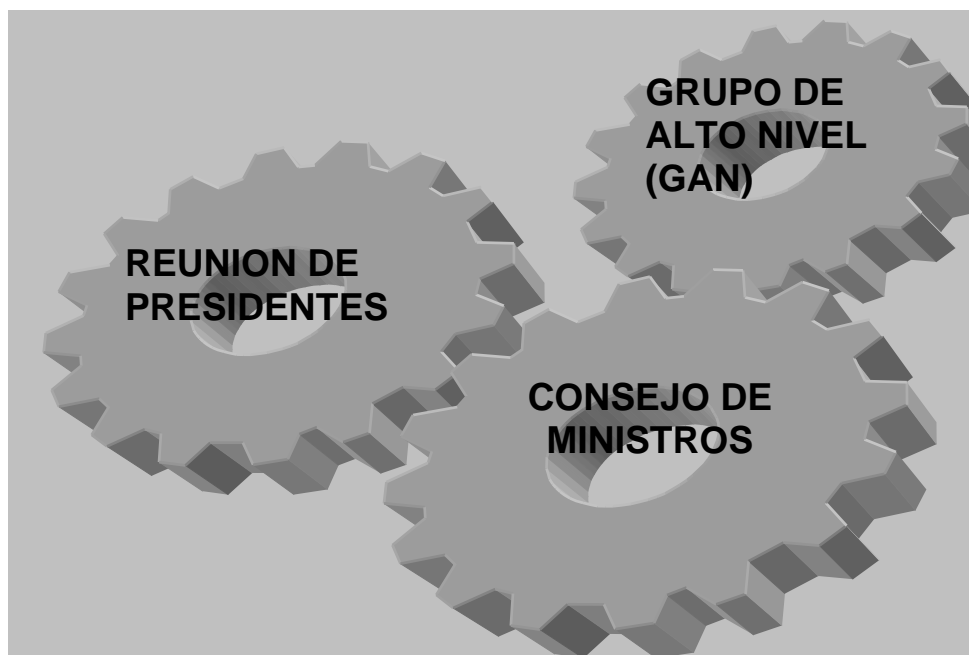 GRUPO DE
ALTO NIVEL
(GAN)
REUNION DE
PRESIDENTES
CONSEJO DE
MINISTROS